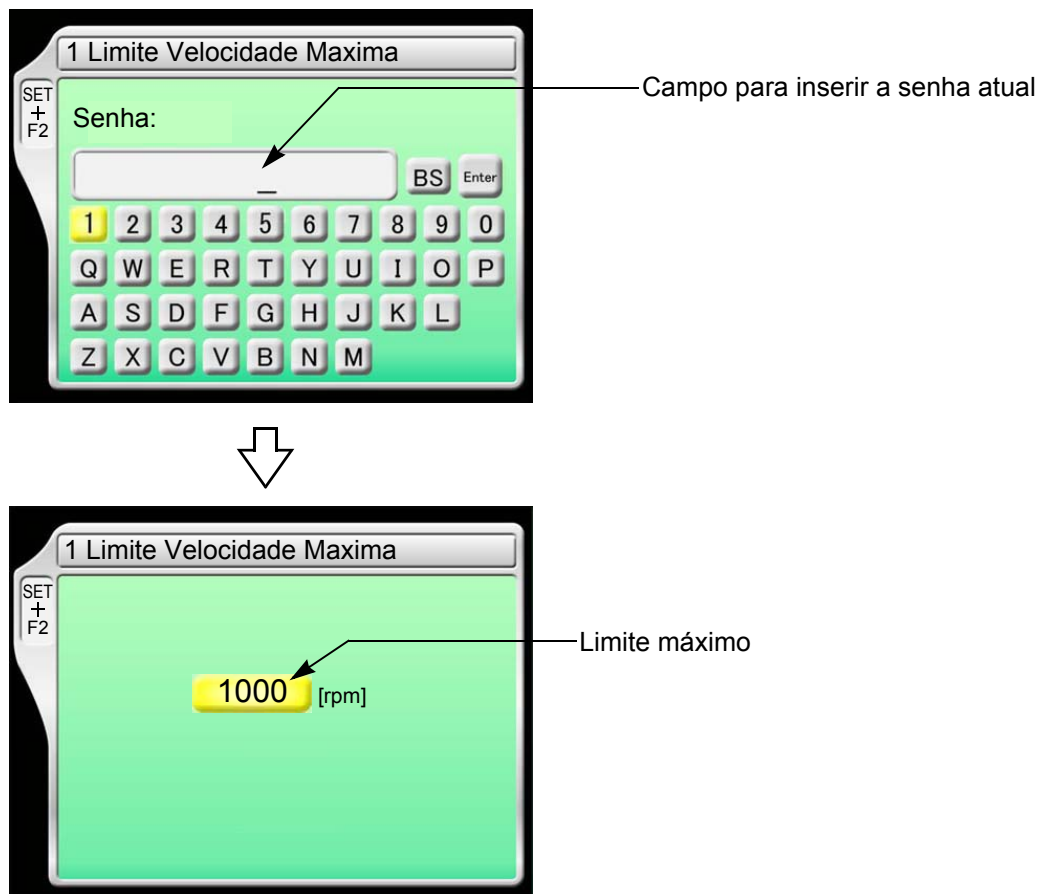 1 Limite Velocidade Maxima
SET
+
F2
Senha:
Campo para inserir a senha atual
_
BS Enter
1 2 3 4 5 6 7 8 9 0
Q W E R T Y U I O P
A S D F G H J K L
Z X C V B N M
1 Limite Velocidade Maxima
SET
+
F2
Limite máximo
1000 [rpm]